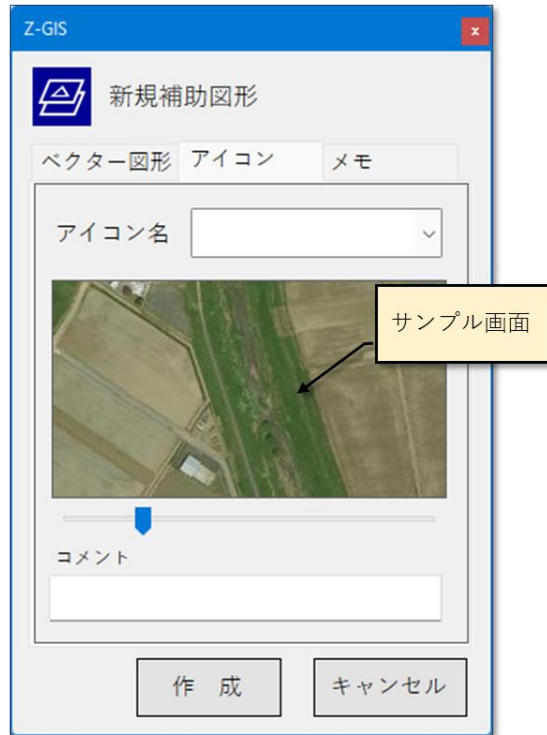 Z-GIS
x
新規補助図形
ベクター図形 アイコン メモ
アイコン名
サンプル画面
コメント
作 成 キャンセル